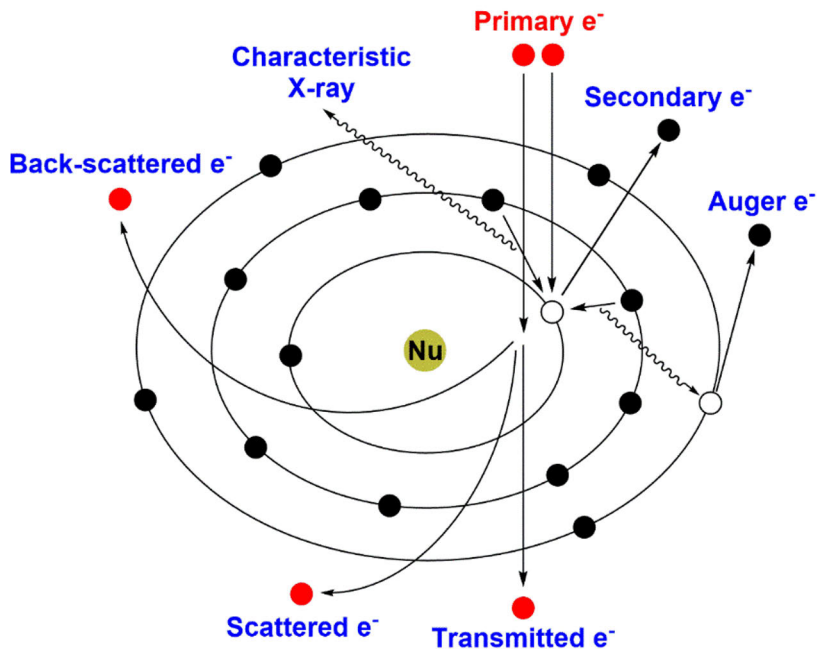 Primary e-
Characteristic
X-ray
Secondary e-
Back-scattered e-
Auger e-
Nu
Scattered e-
Transmitted e-